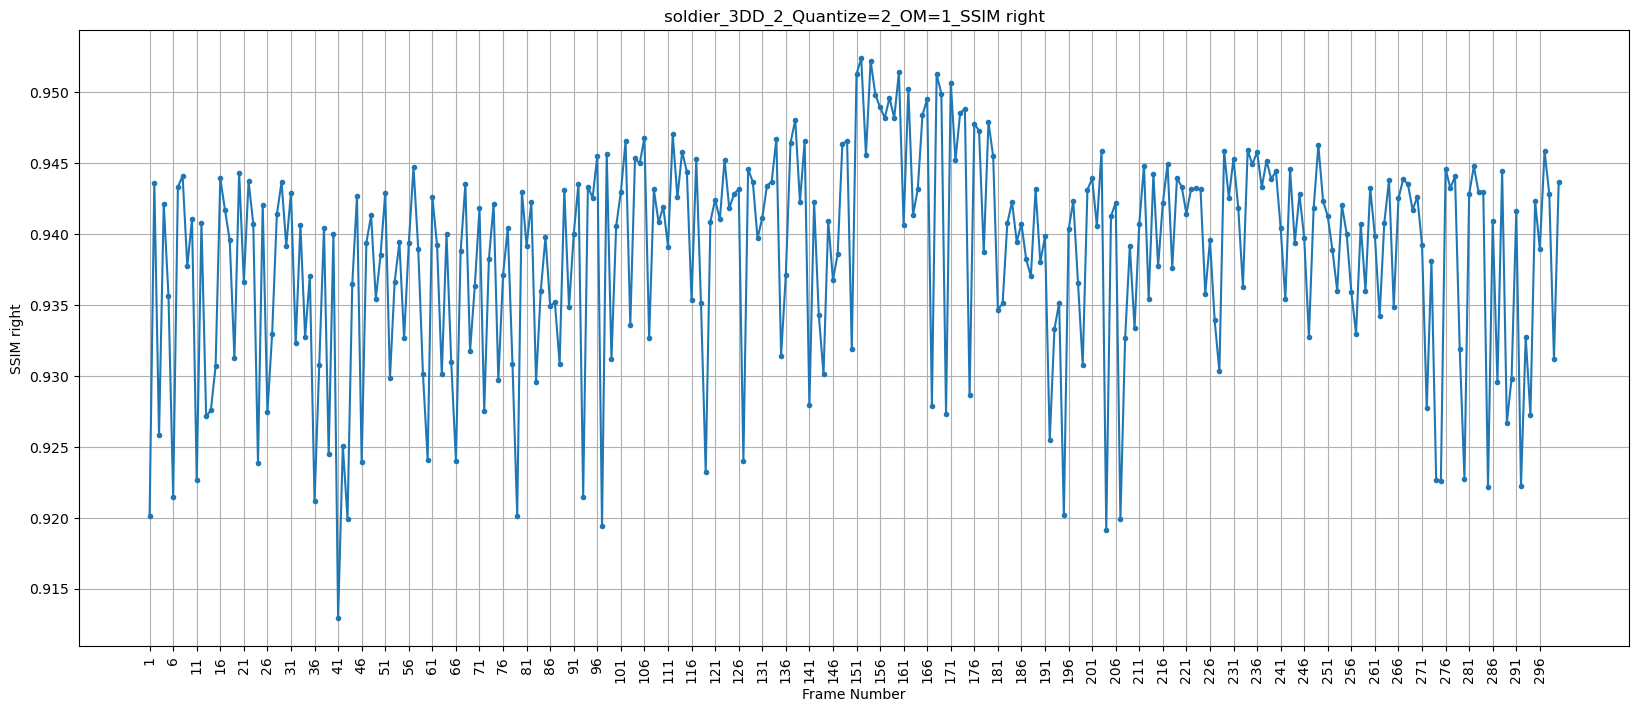 soldier_3DD_2_Quantize=2_OM=1_SSIM right
SSIM right
0.950
0.945
0.940
0.935
0.930
0.925
0.920
0.915
1 6 11 16 21 26 31 36 41 46 51 56 61 66 71 76 81 86 91 96 101 106 111 116 121 126 131 136 141 146 151 156 161 166 171 176 181 186 191 196 201 206 211 216 221 226 231 236 241 246 251 256 261 266 271 276 281 286 291 296
Frame Number